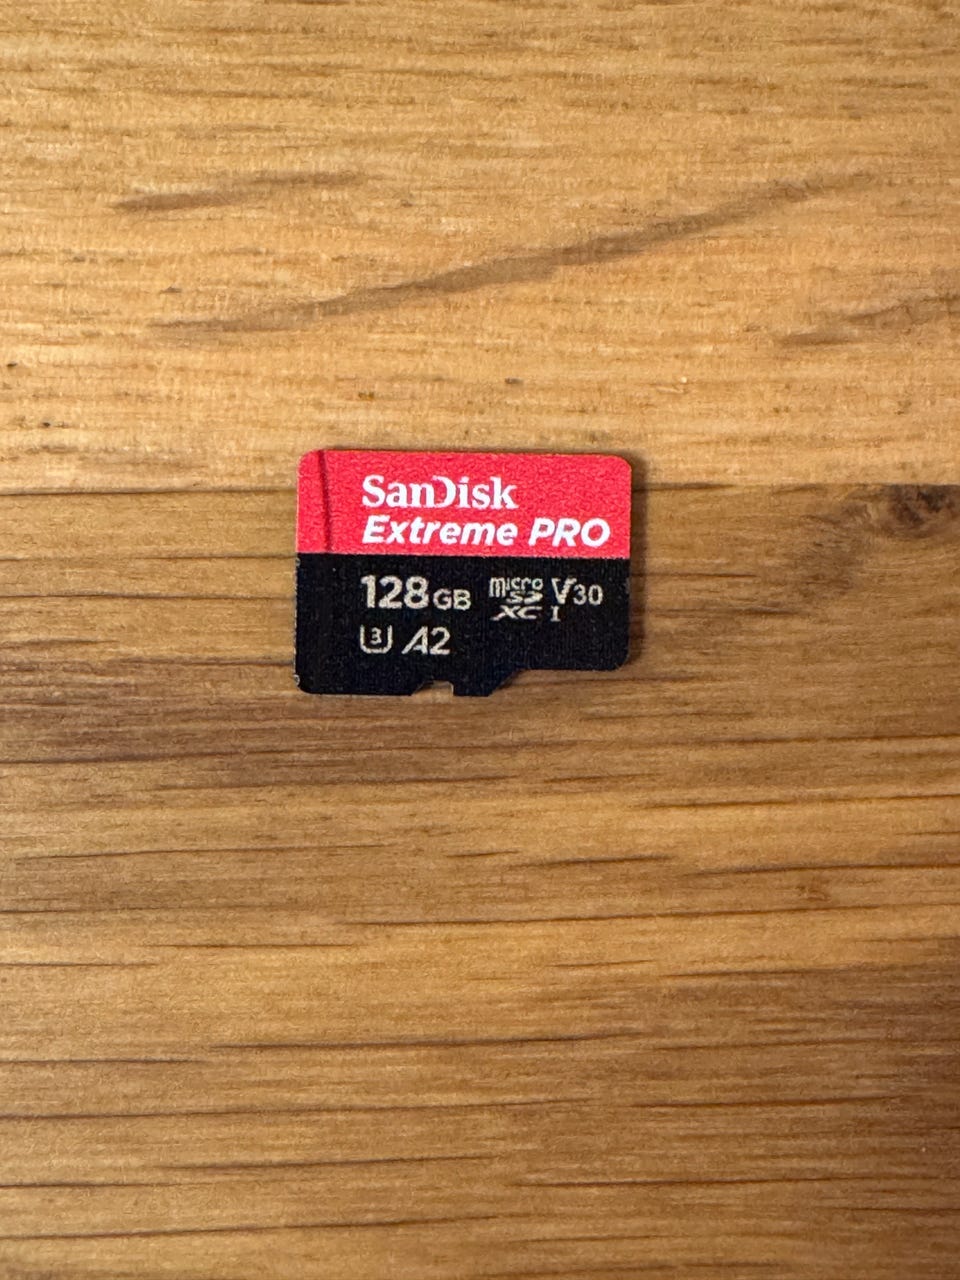 SanDisk
Extreme PRO
128GB micro SD XC I V30
U3 A2